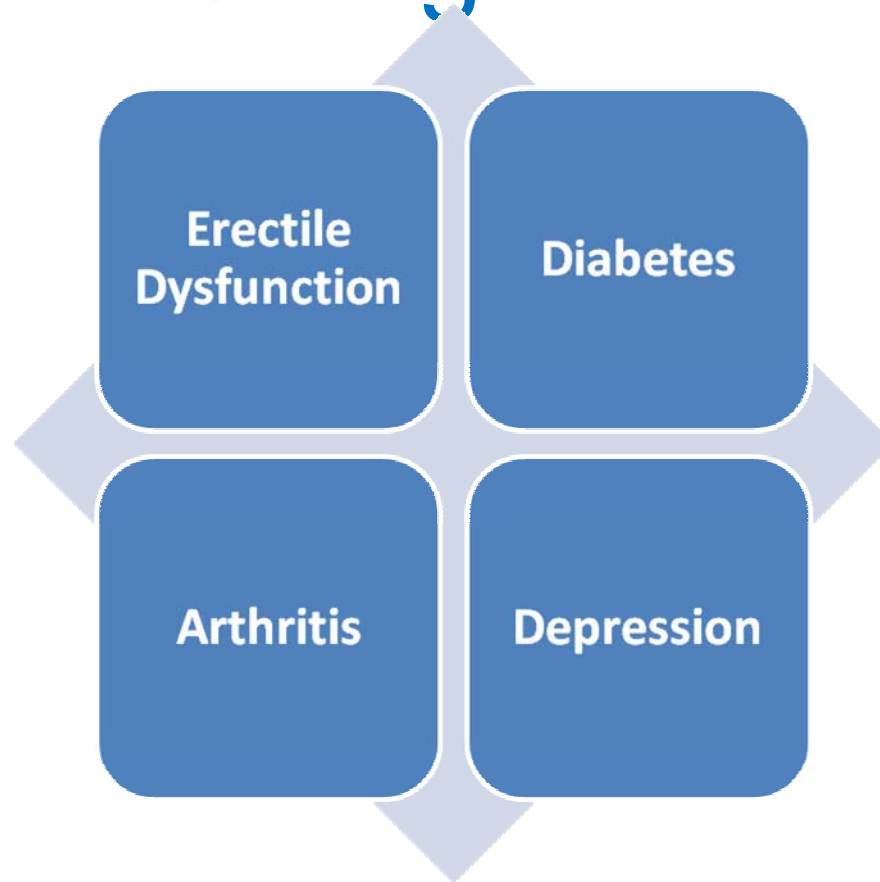 Erectile
Dysfunction
Diabetes
Arthritis
Depression